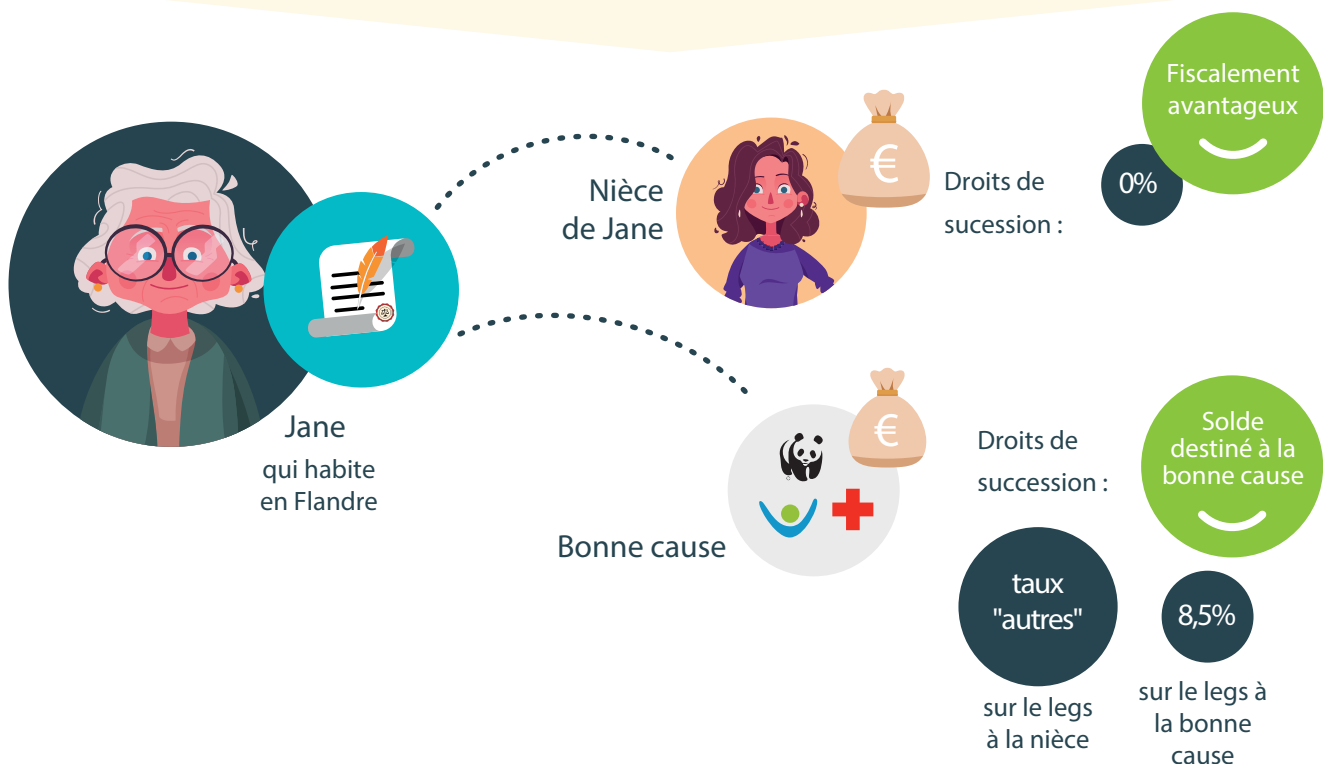 Fiscalement
avantageux
Nièce
de Jane
€
Droits de
sucession :
0%
Jane
qui habite
en Flandre
Bonne cause
€
Droits de
succession :
Solde
destiné à la
bonne cause
taux
"autres"
sur le legs
à la nièce
8,5%
sur le legs à
la bonne
cause